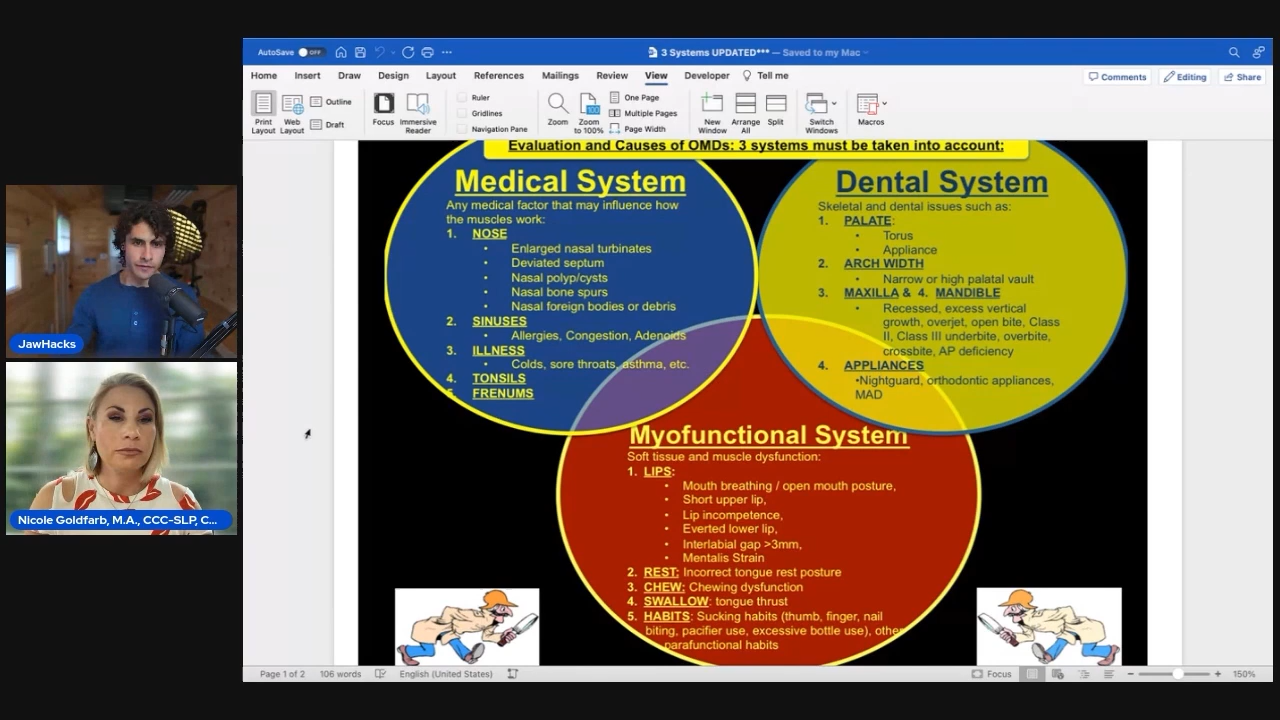 AutoSave OFF
3 Systems UPDATED*** — Saved to my Mac
Home Insert Draw Design Layout References Mailings Review View Developer Tell me
Comments Editing Share
Print Layout
Web Layout
Outline
Draft
Focus
Immersive Reader
Ruler
Gridlines
Navigation Pane
Zoom
Zoom to 100%
One Page
Multiple Pages
Page Width
New Window
Arrange All
Split
Switch Windows
Macros
Evaluation and Causes of OMDs: 3 systems must be taken into account:
Medical System
Any medical factor that may influence how
the muscles work:
1. NOSE
• Enlarged nasal turbinates
• Deviated septum
• Nasal polyp/cysts
• Nasal bone spurs
• Nasal foreign bodies or debris
2. SINUSES
• Allergies, Congestion, Adenoids
3. ILLNESS
• Colds, sore throats, asthma, etc.
4. TONSILS
5. FRENUMS
Dental System
Skeletal and dental issues such as:
1. PALATE:
• Torus
• Appliance
2. ARCH WIDTH
• Narrow or high palatal vault
3. MAXILLA & 4. MANDIBLE
• Recessed, excess vertical
growth, overjet, open bite, Class
II, Class III underbite, overbite,
crossbite, AP deficiency
4. APPLIANCES
•Nightguard, orthodontic appliances,
MAD
Myofunctional System
Soft tissue and muscle dysfunction:
1. LIPS:
• Mouth breathing / open mouth posture,
• Short upper lip,
• Lip incompetence,
• Everted lower lip,
• Interlabial gap >3mm,
• Mentalis Strain
2. REST: Incorrect tongue rest posture
3. CHEW: Chewing dysfunction
4. SWALLOW: tongue thrust
5. HABITS: Sucking habits (thumb, finger, nail
biting, pacifier use, excessive bottle use), other
parafunctional habits
JawHacks
Nicole Goldfarb, M.A., CCC-SLP, C...
Page 1 of 2 106 words English (United States) Focus 150%